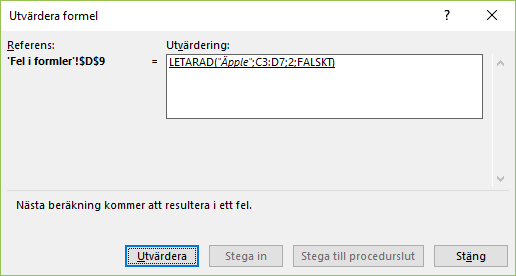 Utvärdera formel
Referens: Utvärdering:
'Fel i formler'!$D$9 = LETARAD("Äpple";C3:D7;2;FALSKT)
Nästa beräkning kommer att resultera i ett fel.
Utvärdera Stega in Stega till procedurslut Stäng